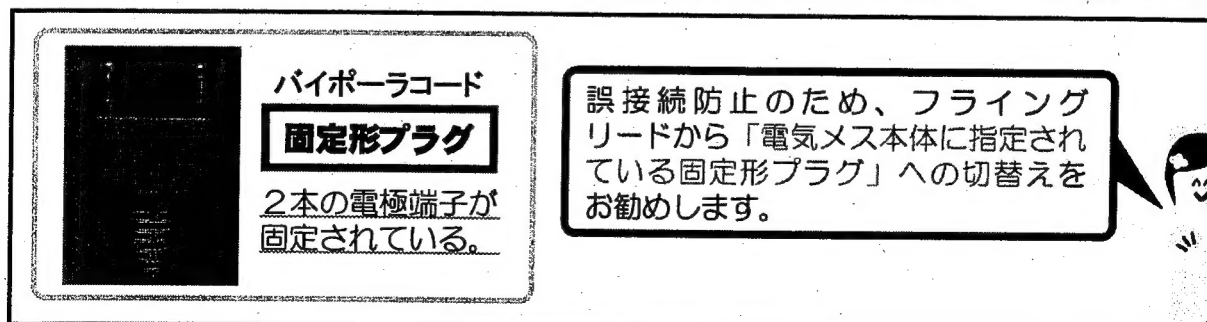 バイポーラコード
固定形プラグ
２本の電極端子が
固定されている。
誤接続防止のため、フライング
リードから「電気メス本体に指定され
ている固定形プラグ」への切替えを
お勧めします。